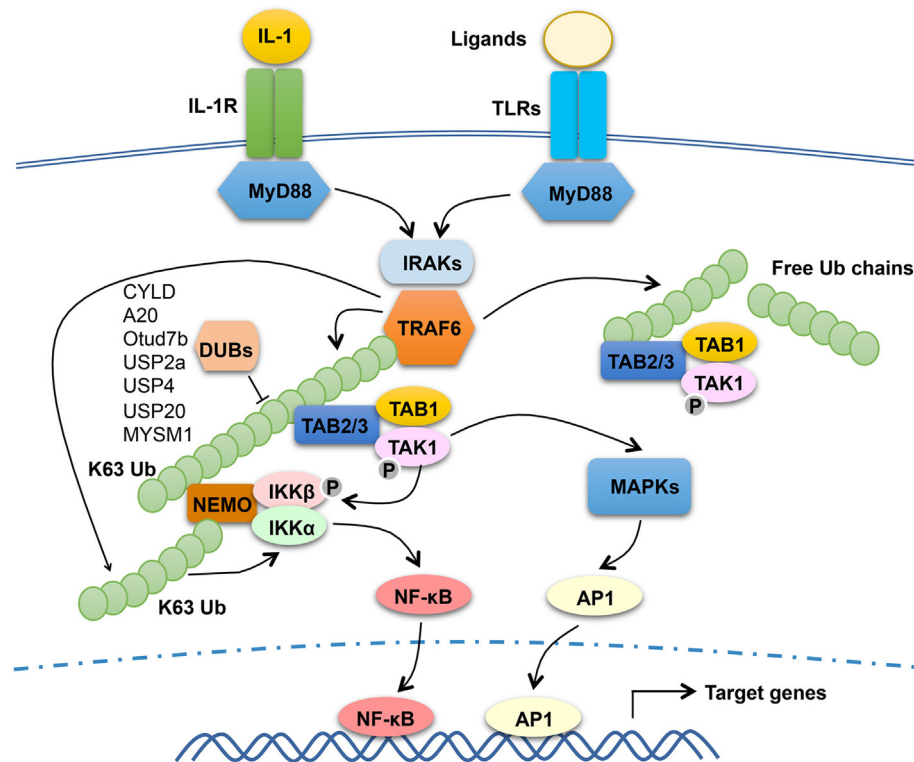 IL-1
Ligands
IL-1R
TLRs
MyD88
MyD88
IRAKs
Free Ub chains
CYLD
A20
Otud7b
USP2a
USP4
USP20
MYSM1
DUBs
TRAF6
TAB1
TAB2/3
TAK1
P
TAB1
TAB2/3
TAK1
P
K63 Ub
IKKβ
P
NEMO
IKKα
MAPKs
K63 Ub
NF-κB
AP1
Target genes
NF-κB
AP1